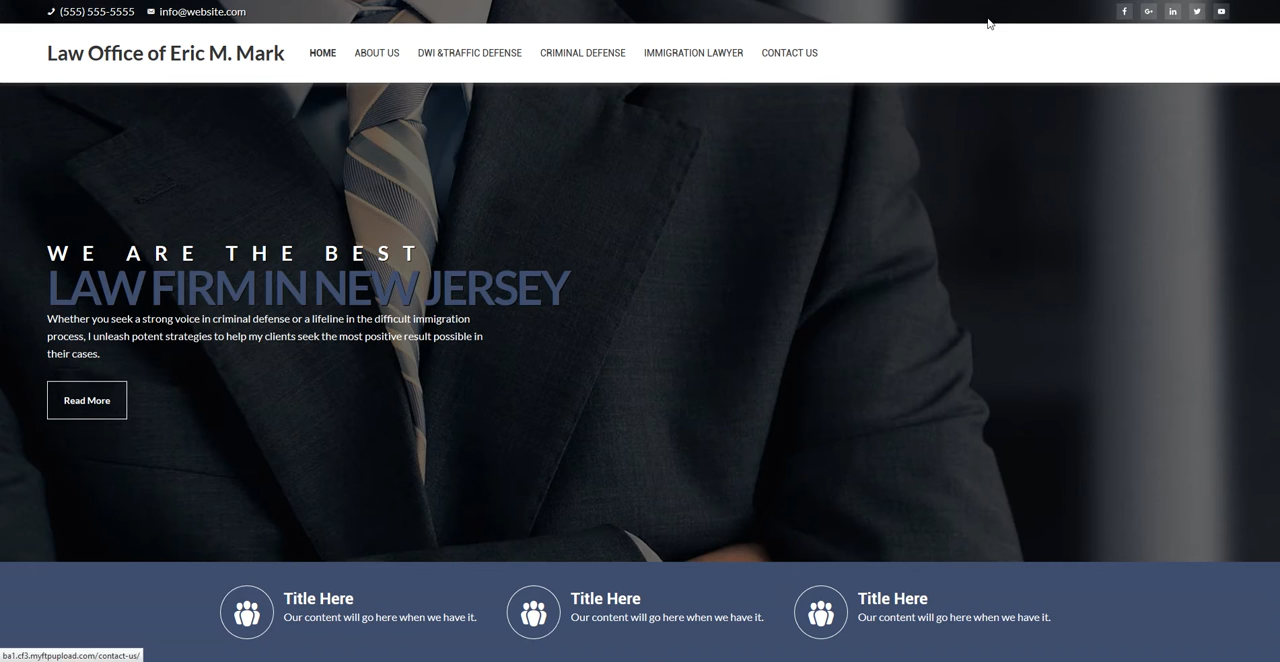 (555) 555-5555 info@website.com
Law Office of Eric M. Mark
HOME ABOUT US DWI &TRAFFIC DEFENSE CRIMINAL DEFENSE IMMIGRATION LAWYER CONTACT US
WE ARE THE BEST
LAW FIRM IN NEW JERSEY
Whether you seek a strong voice in criminal defense or a lifeline in the difficult immigration
process, I unleash potent strategies to help my clients seek the most positive result possible in
their cases.
Read More
Title Here
Our content will go here when we have it.
Title Here
Our content will go here when we have it.
Title Here
Our content will go here when we have it.
ba1.cf3.myftpupload.com/contact-us/